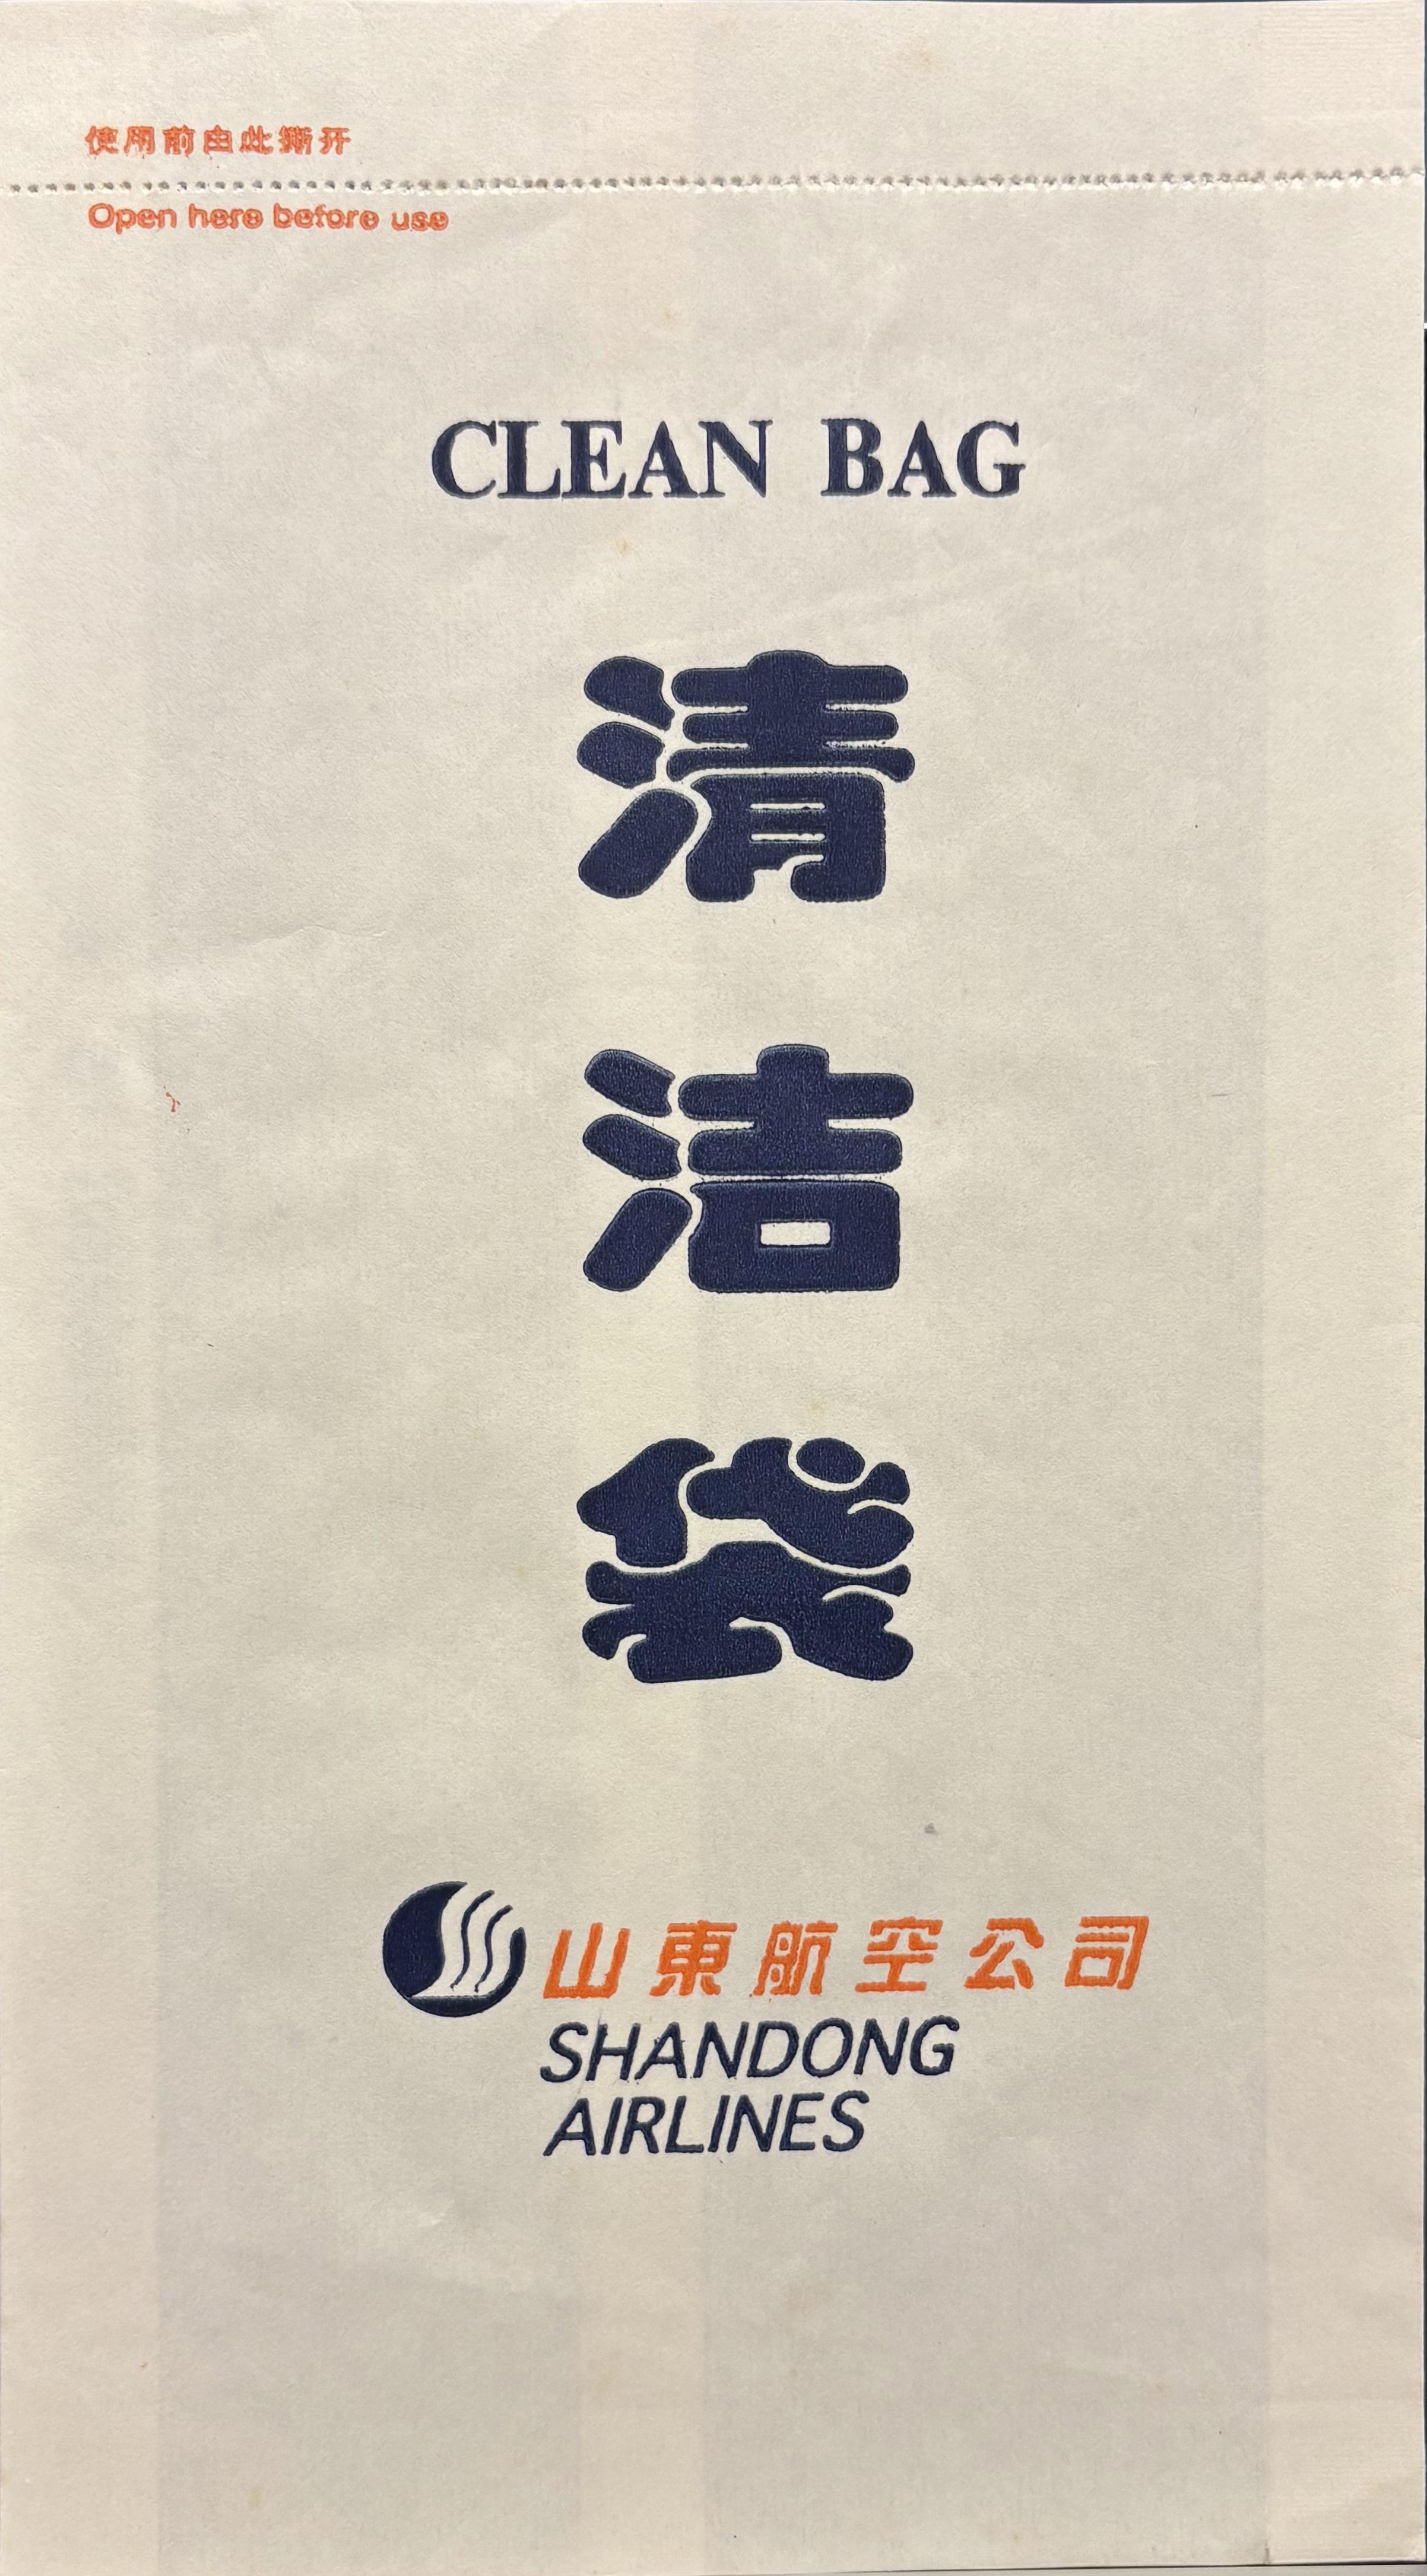 使用前由此撕开
Open here before use
CLEAN BAG
清
洁
袋
山東航空公司
SHANDONG
AIRLINES